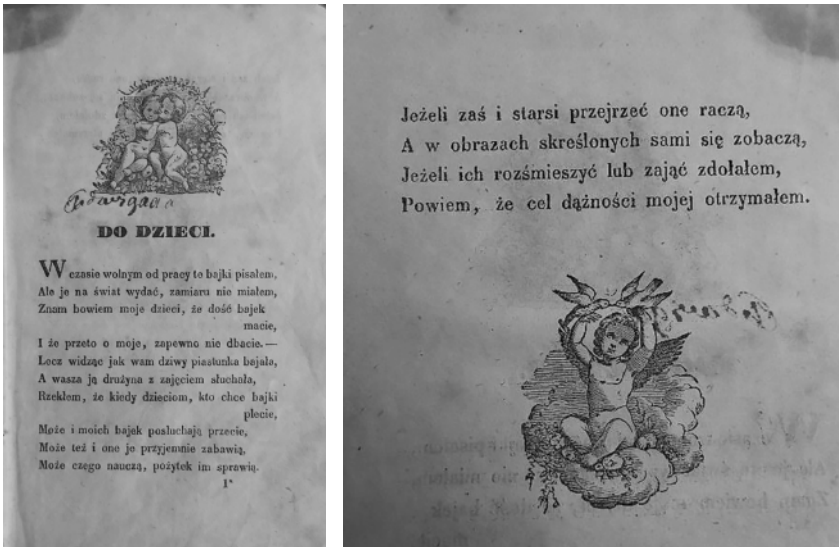 DO DZIECI.
W czasie wolnym od pracy te bajki pisałem,
Ale je na świat wydać, zamiaru nie miałem,
Znam bowiem moje dzieci, że dość bajek
macie,
I że przeto o moje, zapewne nie dbacie.—
Lecz widząc jak wam dziwy piastunka bajała,
A wasza ją drużyna z zajęciem słuchała,
Rzekłem, że kiedy dzieciom, kto chce bajki
plecie,
Może i moich bajek posłuchają przecie,
Może też i one je przyjemnie zabawią,
Może czego nauczą, pożytek im sprawią.
1*
Jeżeli zaś i starsi przejrzeć one raczą,
A w obrazach skreślonych sami się zobaczą,
Jeżeli ich rozśmieszyć lub zająć zdołałem,
Powiem, że cel dążności mojej otrzymałem.